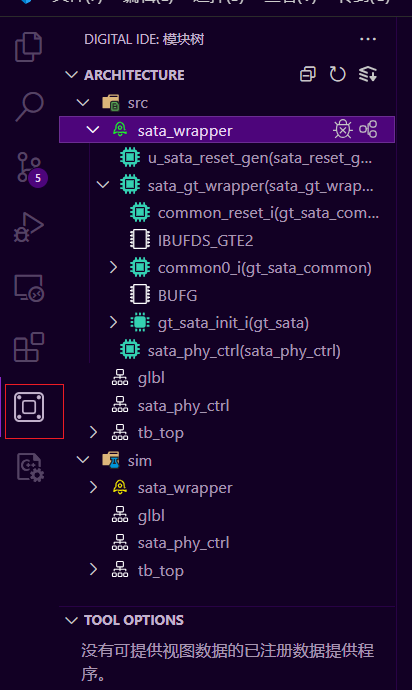 DIGITAL IDE: 模块树
ARCHITECTURE
src
sata_wrapper
u_sata_reset_gen(sata_reset_g...
sata_gt_wrapper(sata_gt_wrap...
common_reset_i(gt_sata_com...
IBUFDS_GTE2
common0_i(gt_sata_common)
BUFG
gt_sata_init_i(gt_sata)
sata_phy_ctrl(sata_phy_ctrl)
glbl
sata_phy_ctrl
tb_top
sim
sata_wrapper
glbl
sata_phy_ctrl
tb_top
5
TOOL OPTIONS
没有可提供视图数据的已注册数据提供程
序。